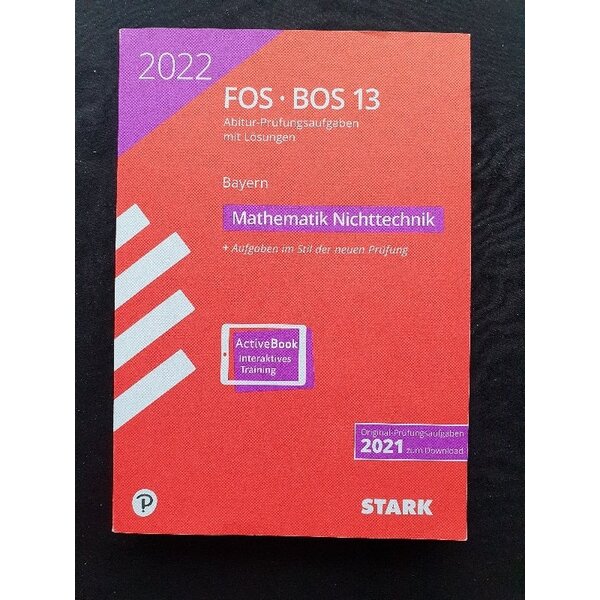 2022
FOS · BOS 13
Abitur-Prüfungsaufgaben
mit Lösungen
Bayern
Mathematik Nichttechnik
+ Aufgaben im Stil der neuen Prüfung
ActiveBook
Interaktives
Training
Original-Prüfungsaufgaben
2021 zum Download
P
STARK